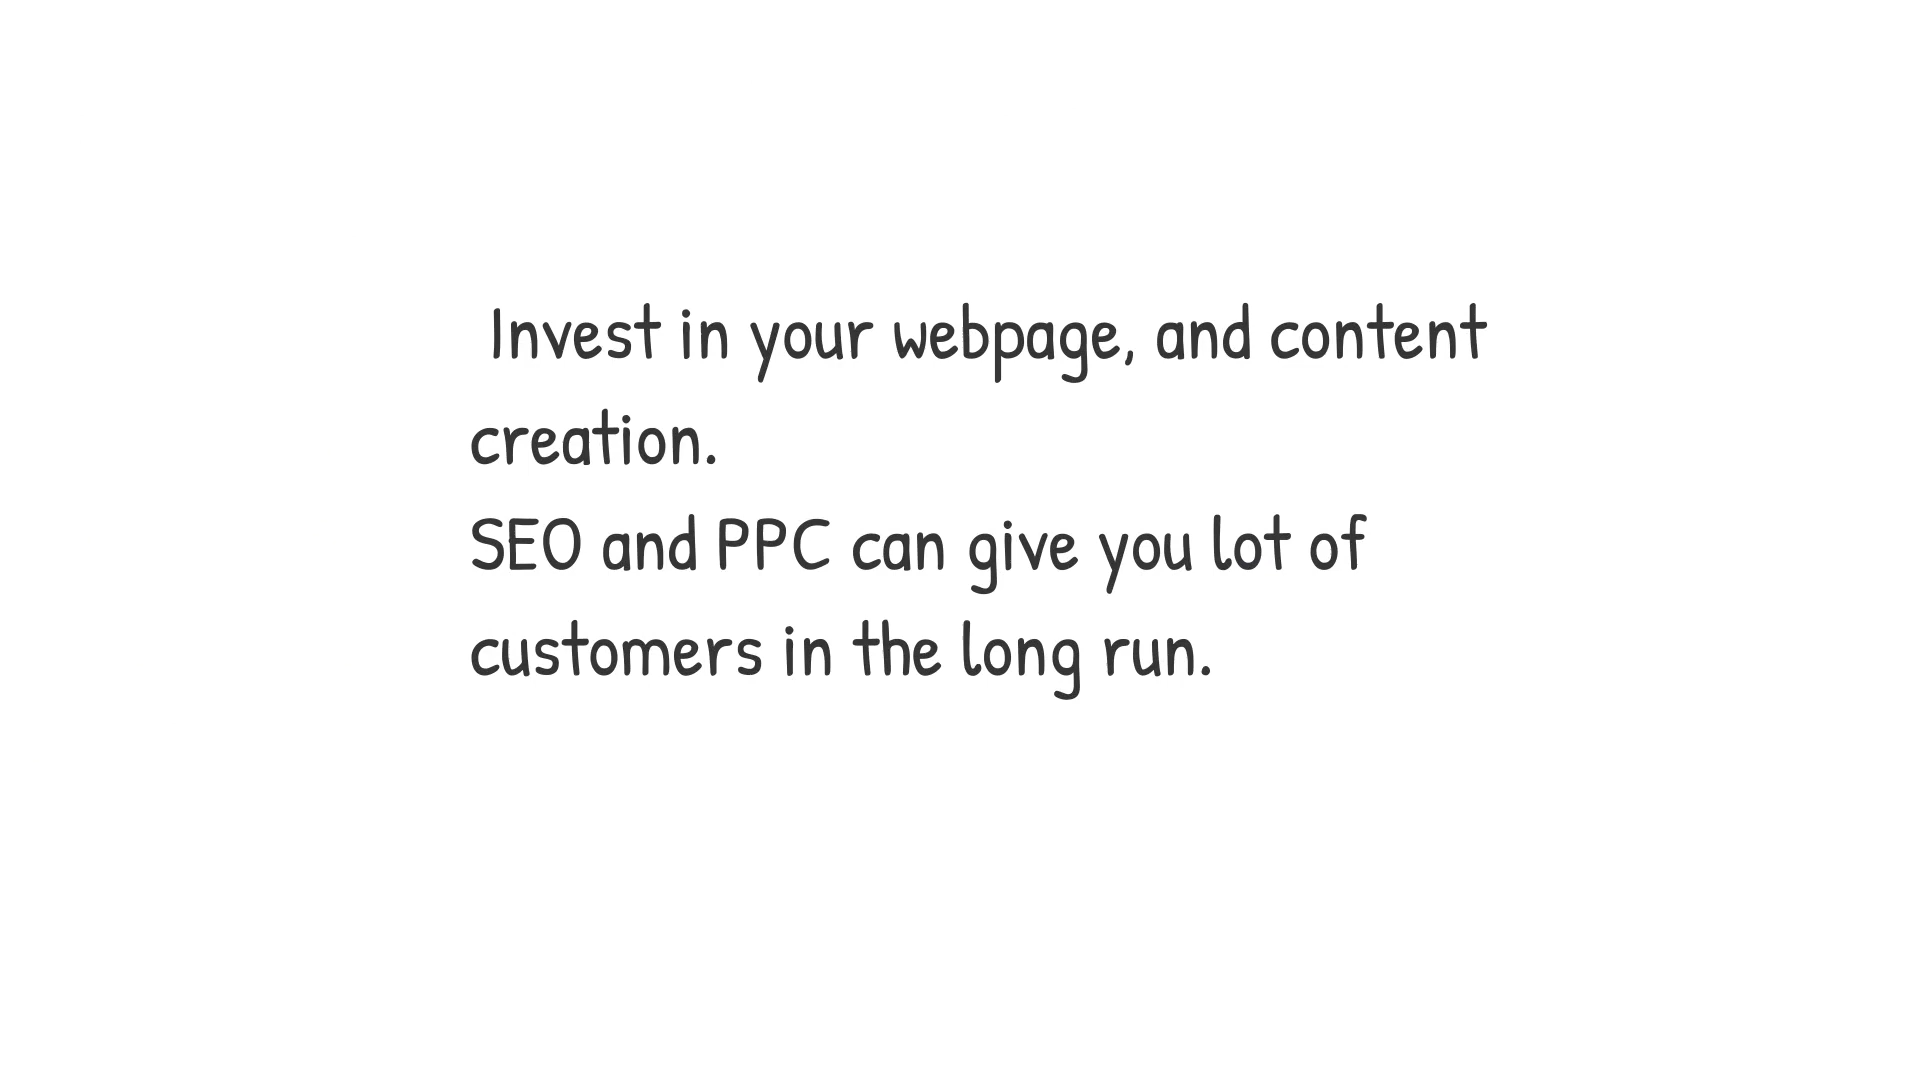 Invest in your webpage, and content
creation.
SEO and PPC can give you lot of
customers in the long run.